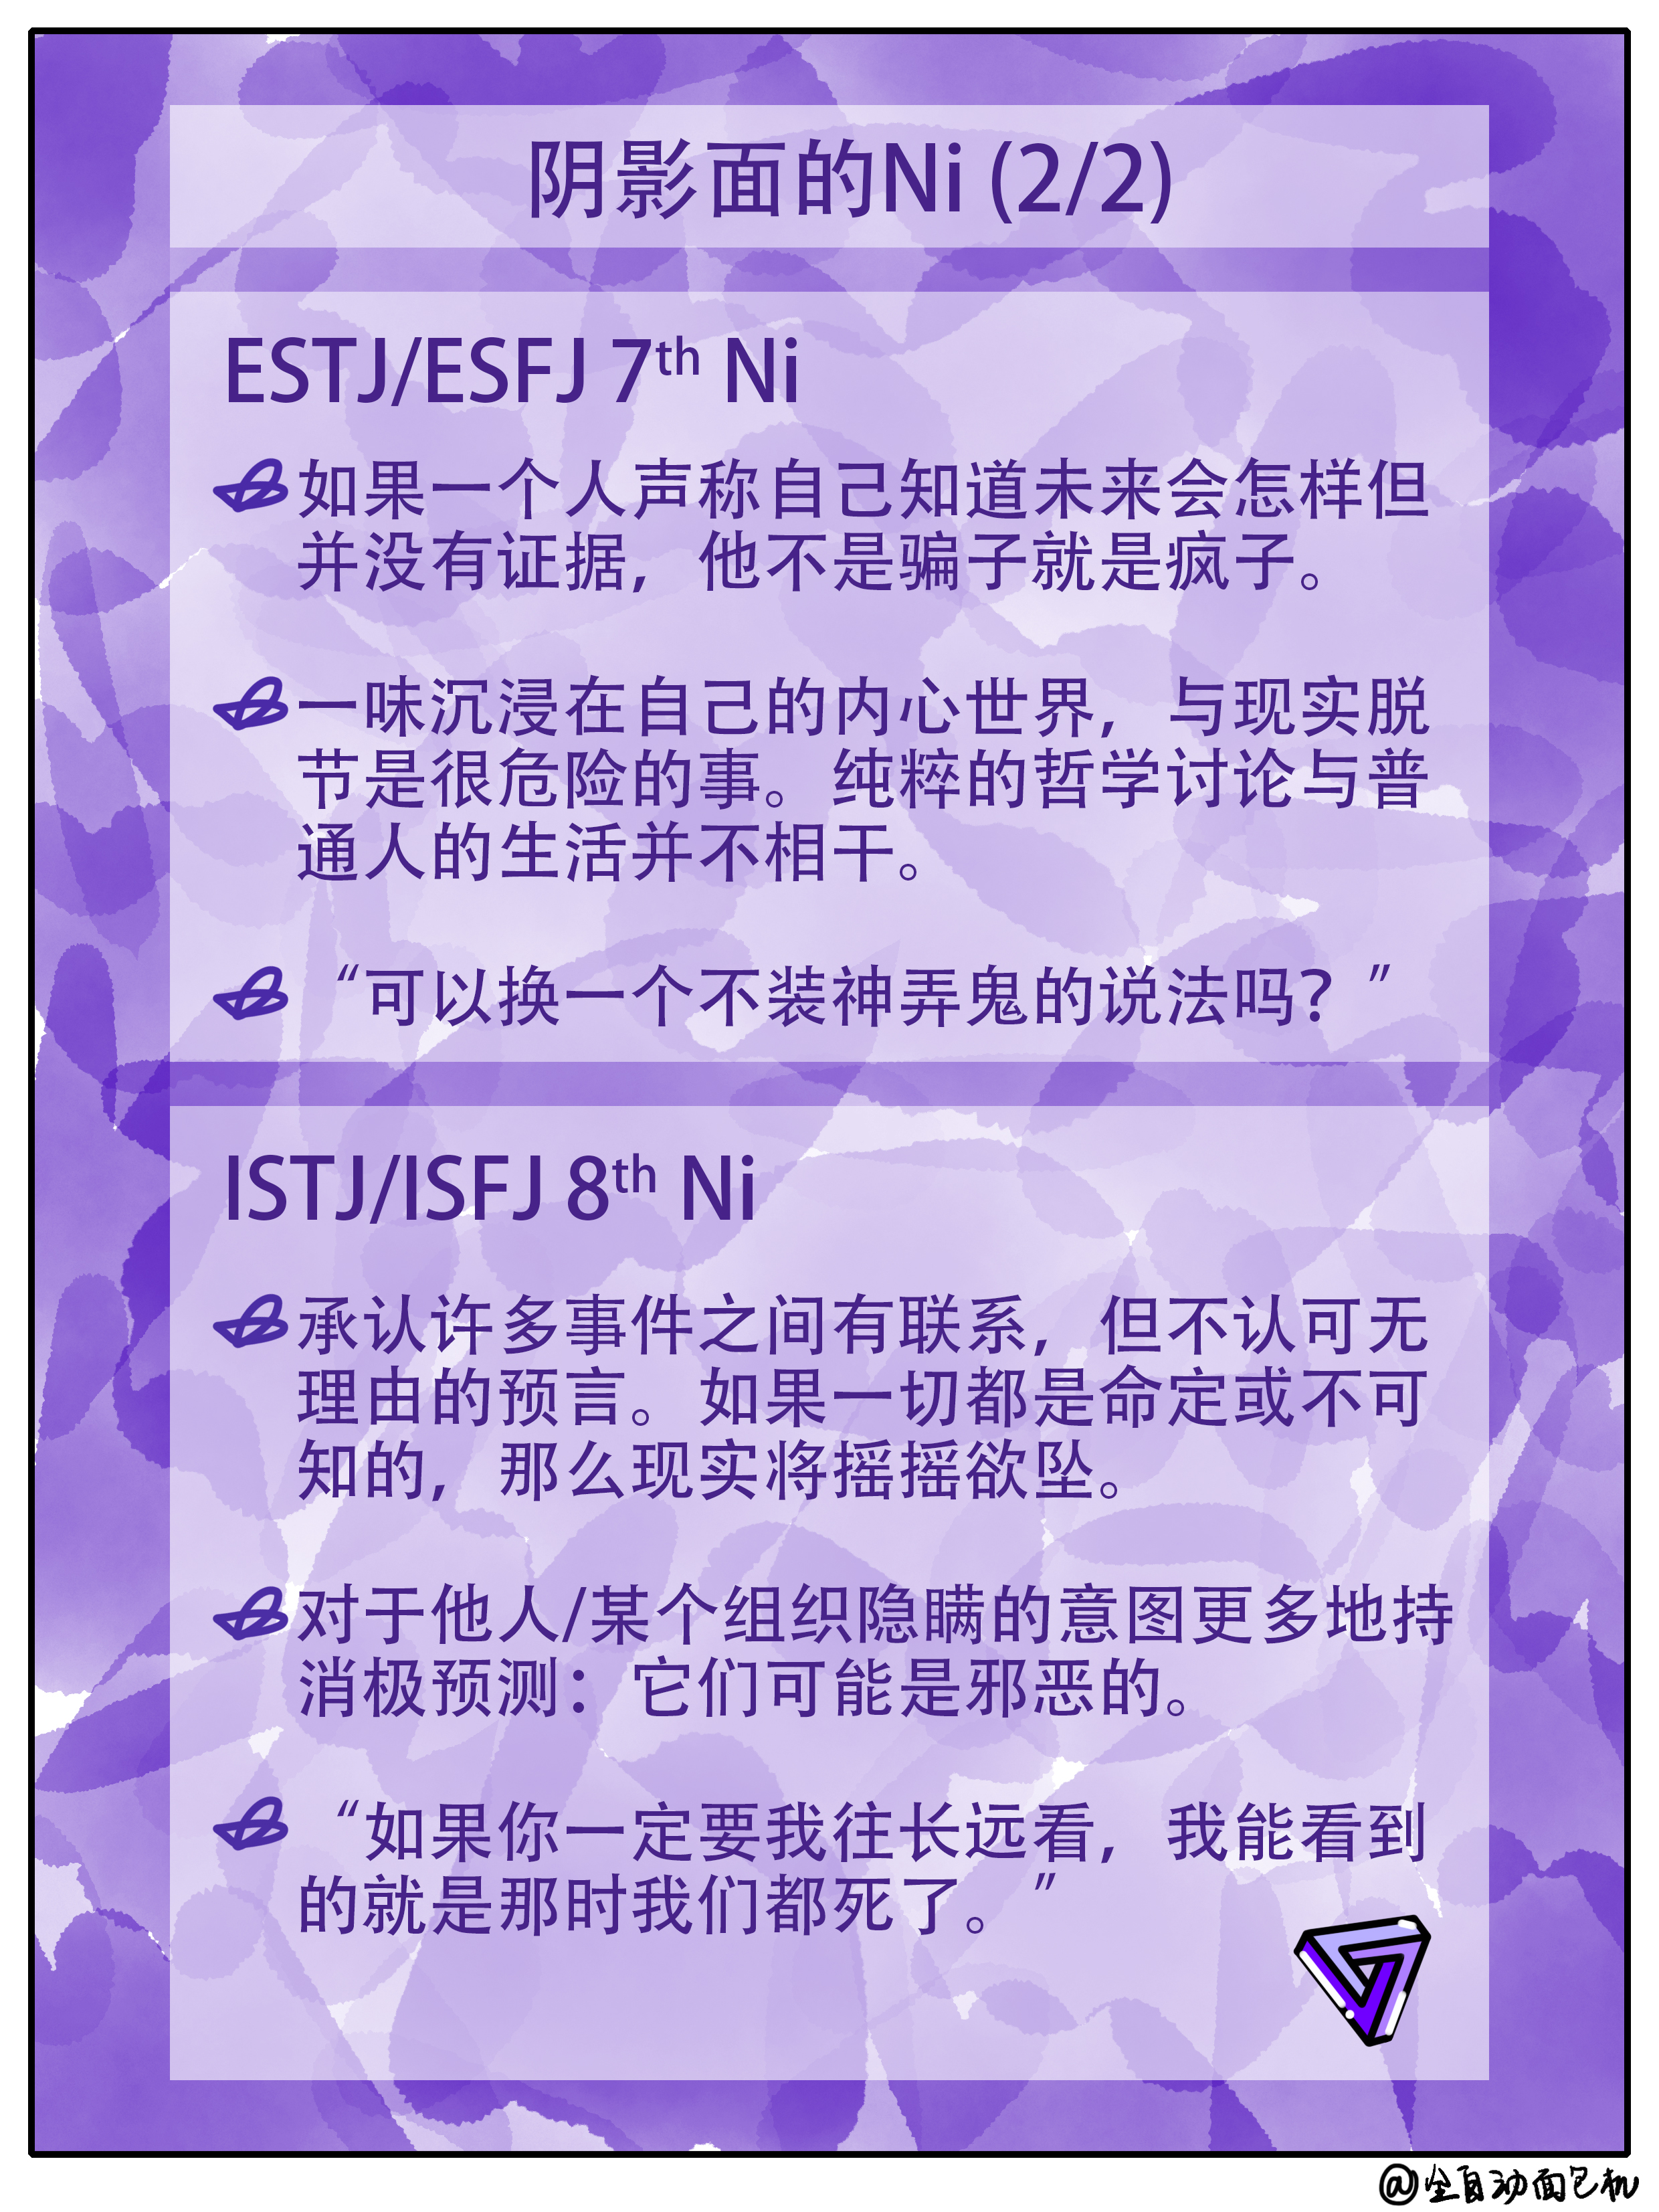 阴影面的Ni (2/2)
ESTJ/ESFJ 7th Ni
如果一个人声称自己知道未来会怎样但
并没有证据，他不是骗子就是疯子。
一味沉浸在自己的内心世界，与现实脱
节是很危险的事。纯粹的哲学讨论与普
通人的生活并不相干。
“可以换一个不装神弄鬼的说法吗？”
ISTJ/ISFJ 8th Ni
承认许多事件之间有联系，但不认可无
理由的预言。如果一切都是命定或不可
知的，那么现实将摇摇欲坠。
对于他人/某个组织隐瞒的意图更多地持
消极预测：它们可能是邪恶的。
“如果你一定要我往长远看，我能看到
的就是那时我们都死了。”
@全自动面包机